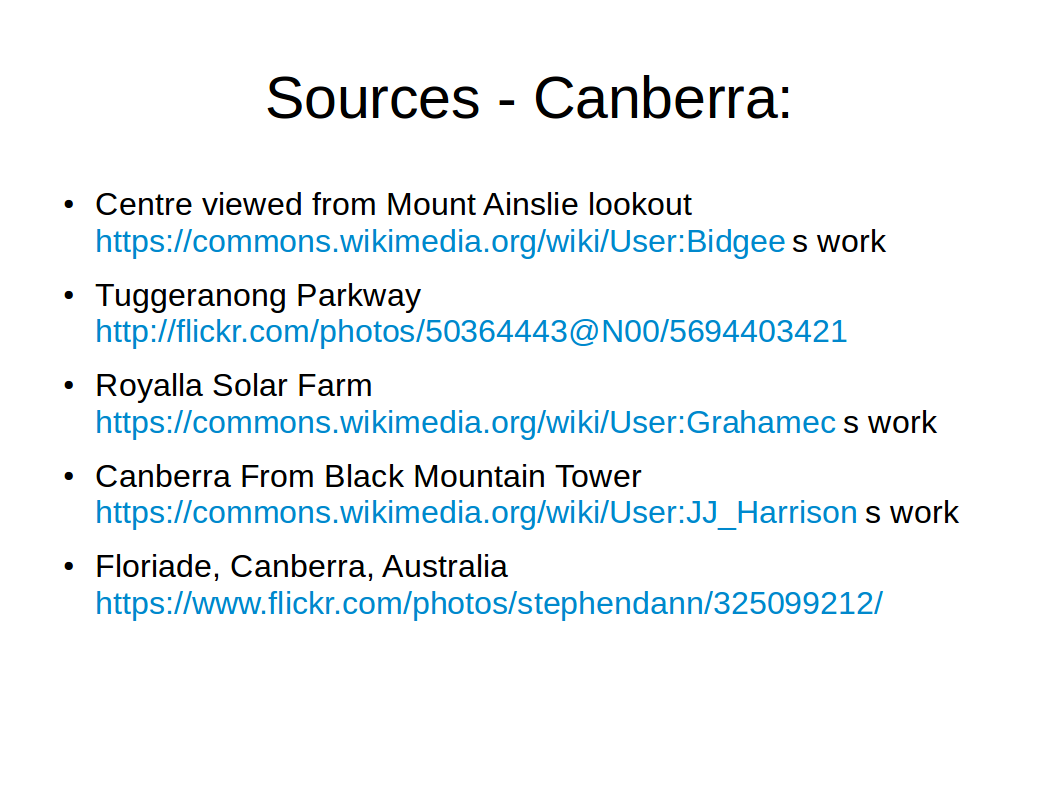 Sources - Canberra:
• Centre viewed from Mount Ainslie lookout
https://commons.wikimedia.org/wiki/User:Bidgee s work
• Tuggeranong Parkway
http://flickr.com/photos/50364443@N00/5694403421
• Royalla Solar Farm
https://commons.wikimedia.org/wiki/User:Grahamec s work
• Canberra From Black Mountain Tower
https://commons.wikimedia.org/wiki/User:JJ_Harrison s work
• Floriade, Canberra, Australia
https://www.flickr.com/photos/stephendann/325099212/